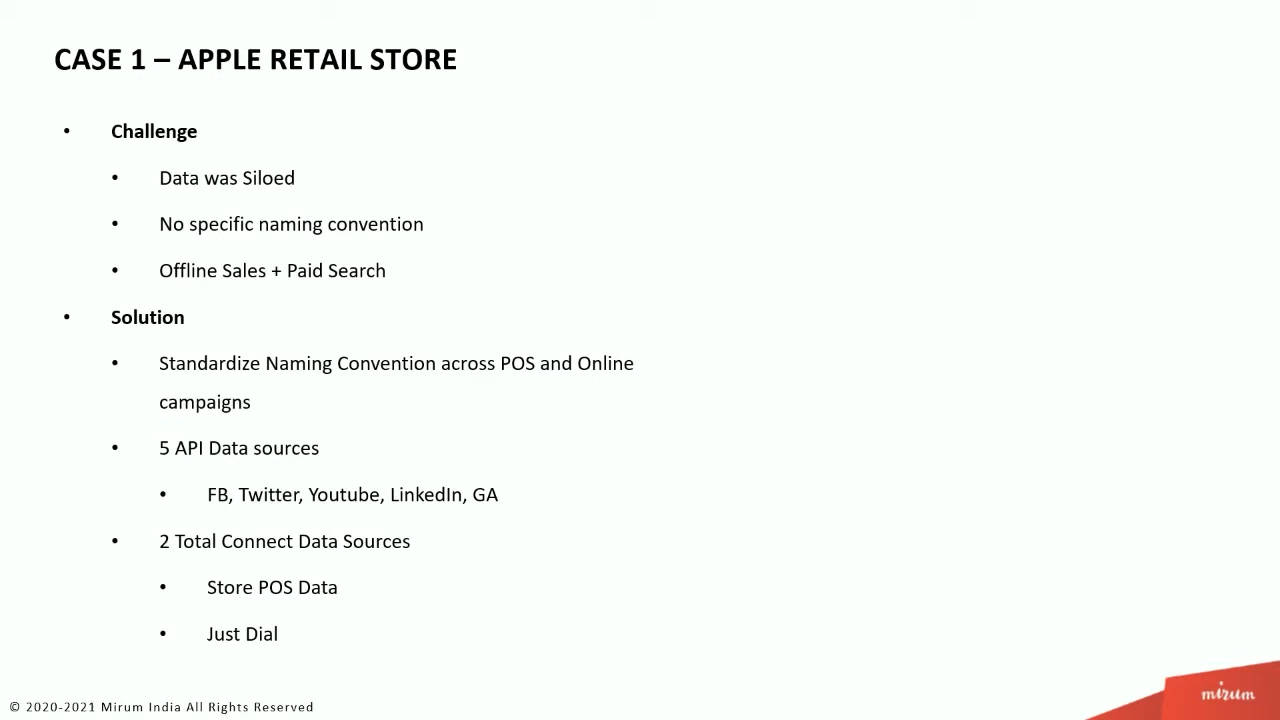 CASE 1 – APPLE RETAIL STORE
• Challenge
• Data was Siloed
• No specific naming convention
• Offline Sales + Paid Search
• Solution
• Standardize Naming Convention across POS and Online
campaigns
• 5 API Data sources
• FB, Twitter, Youtube, LinkedIn, GA
• 2 Total Connect Data Sources
• Store POS Data
• Just Dial
© 2020-2021 Mirum India All Rights Reserved
mirum